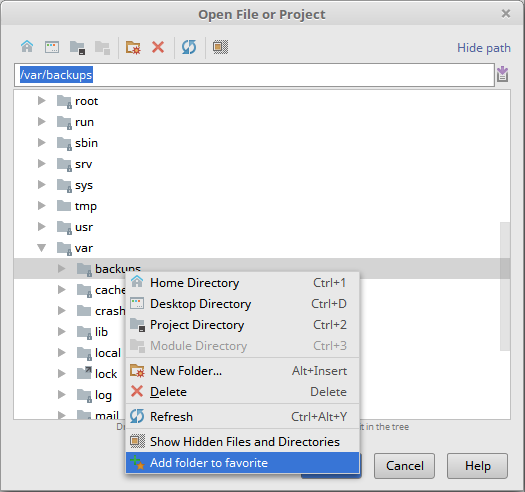 Open File or Project
Hide path
/var/backups
root
run
sbin
srv
sys
tmp
usr
var
backups
Home Directory Ctrl+1
cache
Desktop Directory Ctrl+D
crash
Project Directory Ctrl+2
lib
Module Directory Ctrl+3
local
lock
New Folder... Alt+Insert
log
Delete Delete
mail
Refresh Ctrl+Alt+Y
it in the tree
Show Hidden Files and Directories
Add folder to favorite
Cancel
Help